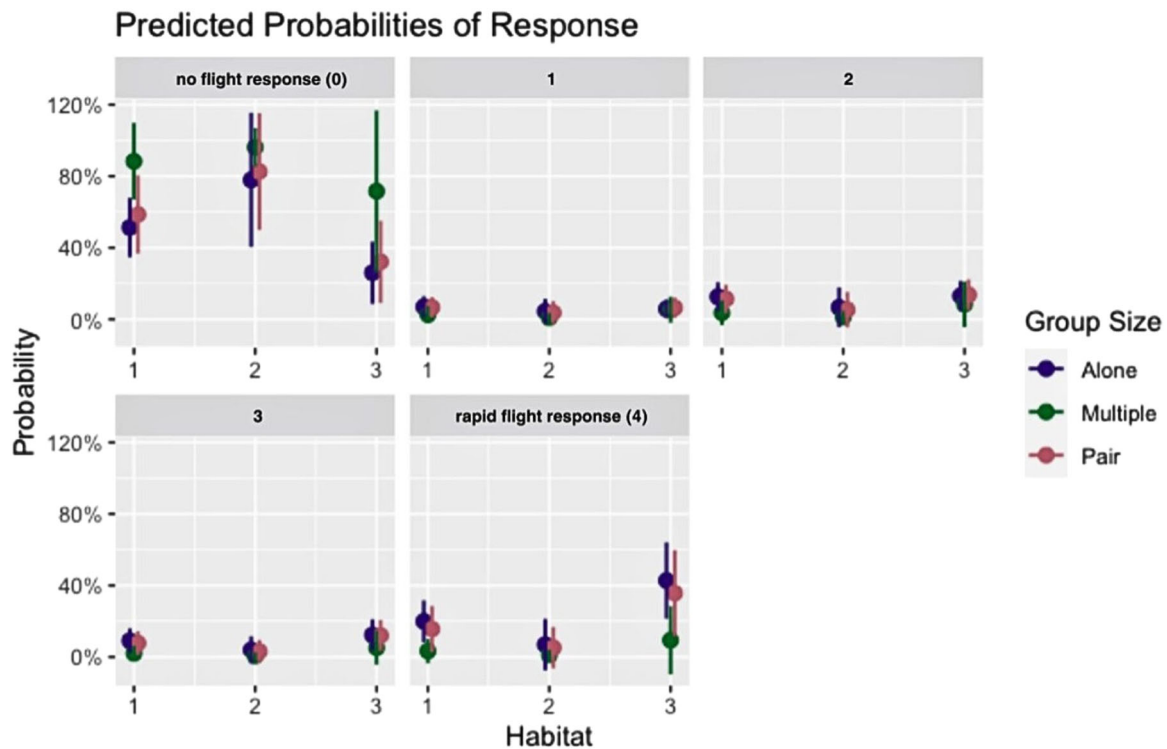 Predicted Probabilities of Response
no flight response (0)
1
2
120%
80%
40%
0%
1 2 3
1 2 3
1 2 3
3
rapid flight response (4)
120%
80%
40%
0%
1 2 3
1 2 3
Probability
Habitat
Group Size
Alone
Multiple
Pair